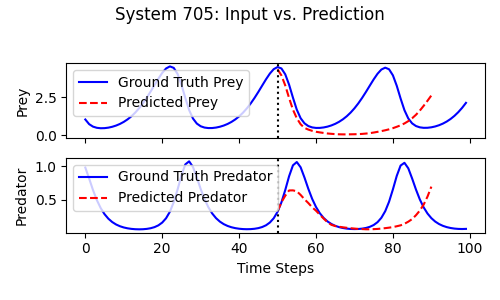 System 705: Input vs. Prediction
Prey
2.5
0.0
Ground Truth Prey
Predicted Prey
Predator
1.0
0.5
Ground Truth Predator
Predicted Predator
0 20 40 60 80 100
Time Steps